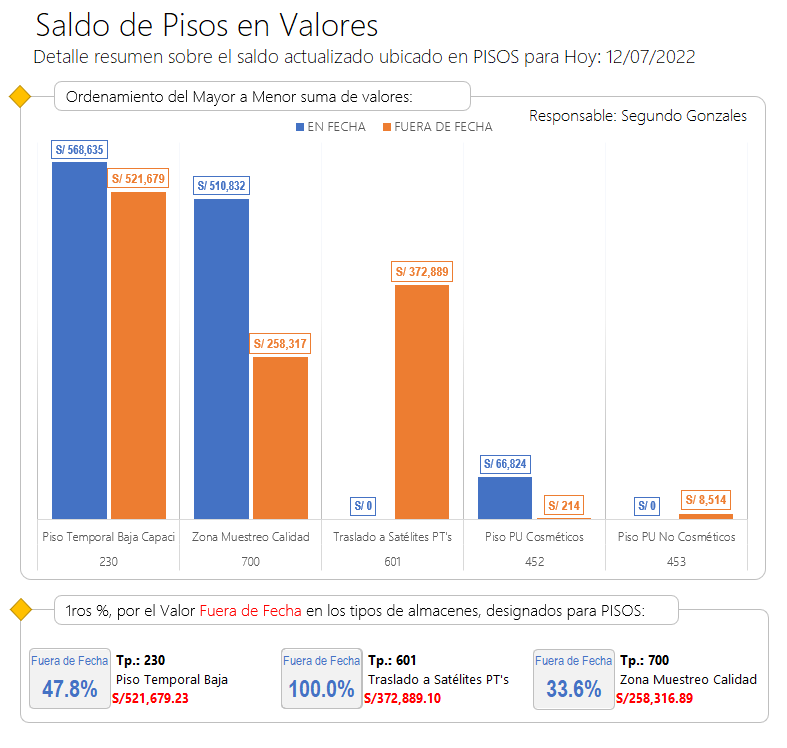 Saldo de Pisos en Valores
Detalle resumen sobre el saldo actualizado ubicado en PISOS para Hoy: 12/07/2022
Ordenamiento del Mayor a Menor suma de valores:
Responsable: Segundo Gonzales
EN FECHA FUERA DE FECHA
S/ 568,635
S/ 521,679
S/ 510,832
S/ 258,317
S/ 0
S/ 372,889
S/ 66,824
S/ 214
S/ 0
S/ 8,514
Piso Temporal Baja Capaci Zona Muestreo Calidad Traslado a Satélites PT's Piso PU Cosméticos Piso PU No Cosméticos
230 700 601 452 453
1ros %, por el Valor Fuera de Fecha en los tipos de almacenes, designados para PISOS:
Fuera de Fecha
47.8%
Tp.: 230
Piso Temporal Baja
S/521,679.23
Fuera de Fecha
100.0%
Tp.: 601
Traslado a Satélites PT's
S/372,889.10
Fuera de Fecha
33.6%
Tp.: 700
Zona Muestreo Calidad
S/258,316.89